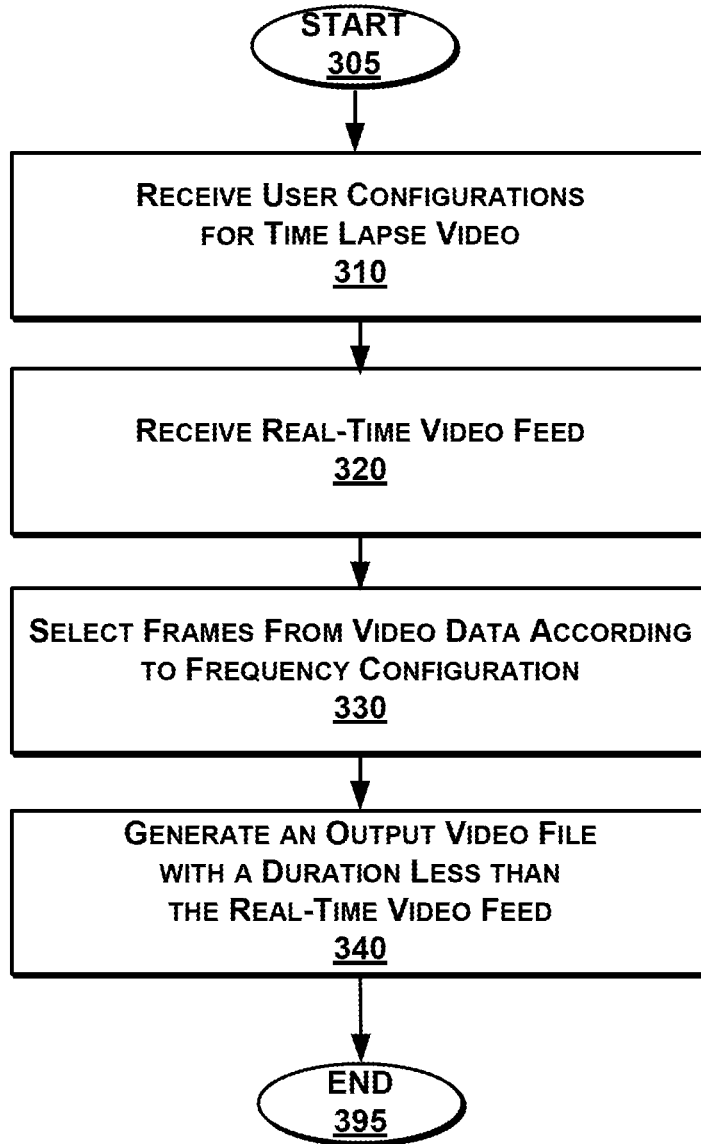 START
305
RECEIVE USER CONFIGURATIONS
FOR TIME LAPSE VIDEO
310
RECEIVE REAL-TIME VIDEO FEED
320
SELECT FRAMES FROM VIDEO DATA ACCORDING
TO FREQUENCY CONFIGURATION
330
GENERATE AN OUTPUT VIDEO FILE
WITH A DURATION LESS THAN
THE REAL-TIME VIDEO FEED
340
END
395